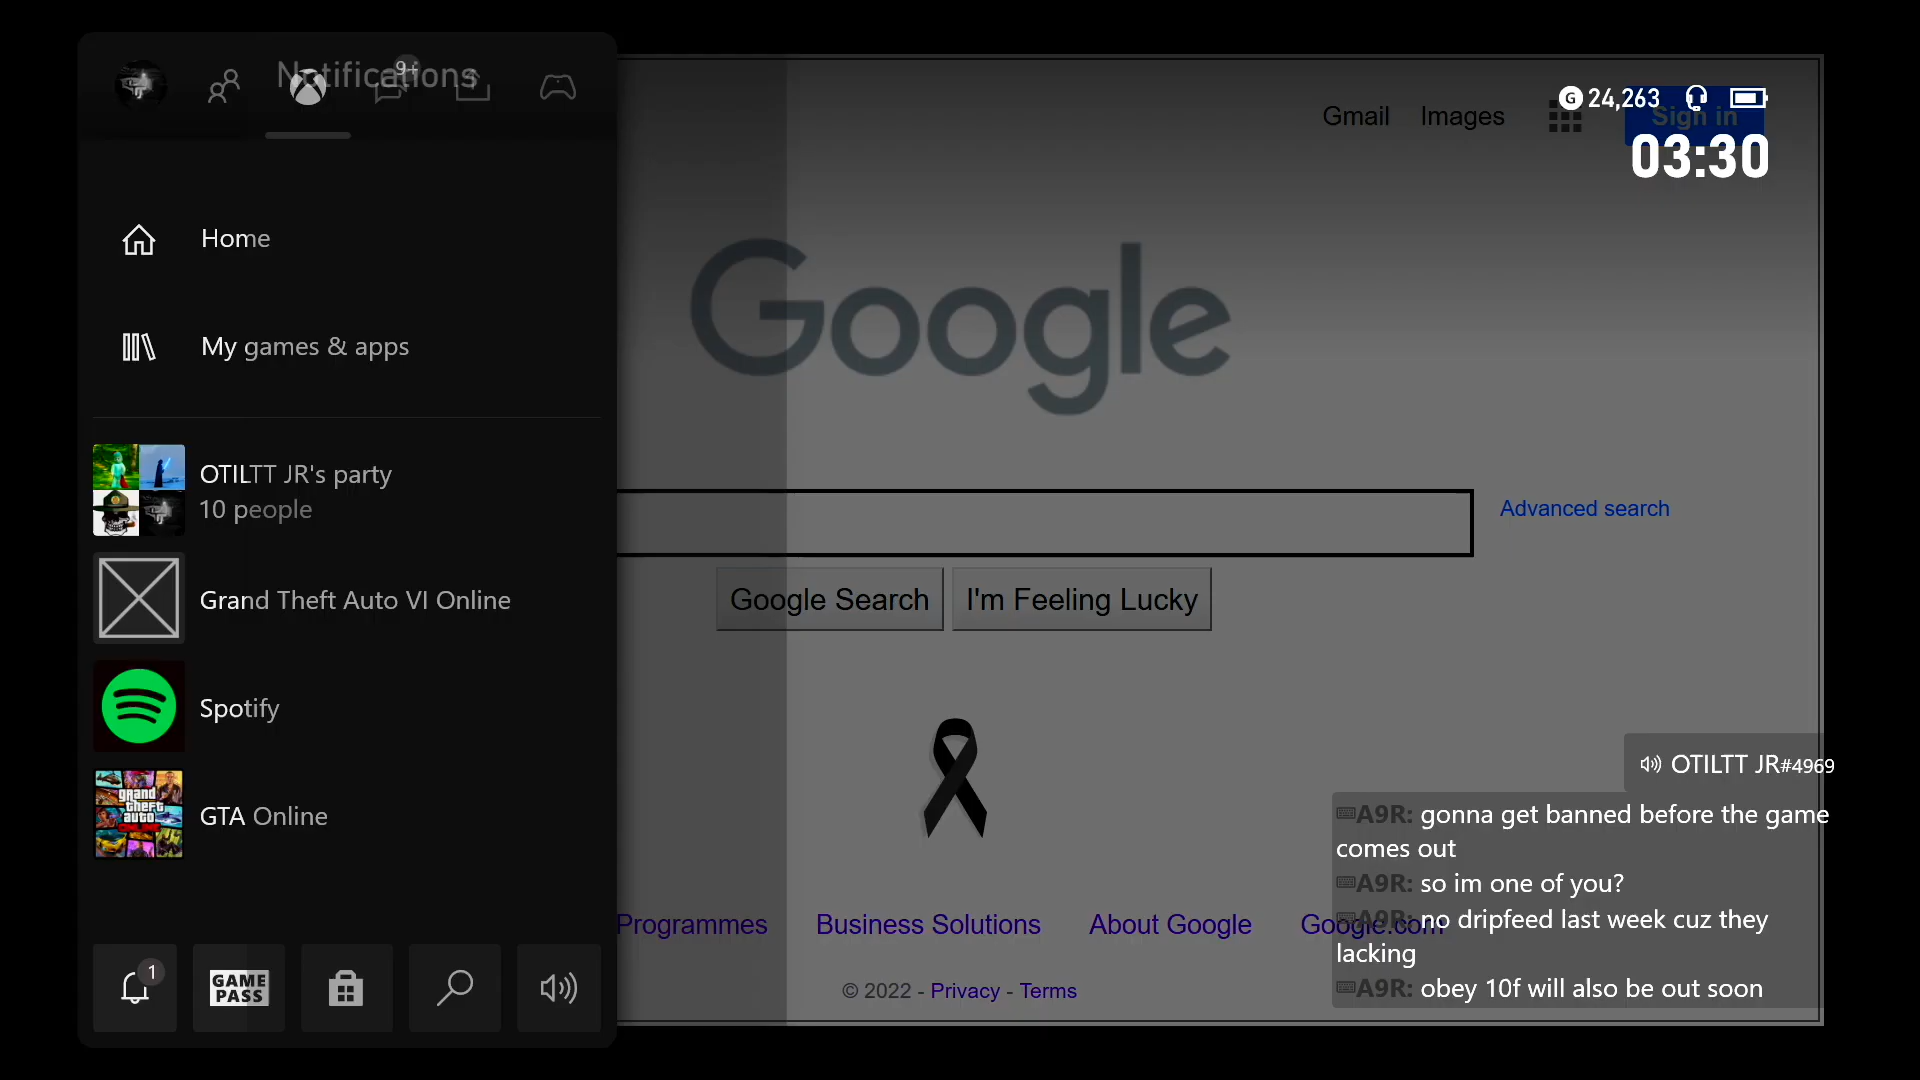 Notifications
9+
Home
My games & apps
OTILTT JR's party
10 people
Grand Theft Auto VI Online
Spotify
grand
theft
auto
GTA Online
1
GAME
PASS
Gmail
Images
Sign in
G 24,263
03:30
Google
Advanced search
Google Search
I'm Feeling Lucky
Programmes
Business Solutions
About Google
Google.com
© 2022 - Privacy - Terms
OTILTT JR#4969
A9R: gonna get banned before the game
comes out
A9R: so im one of you?
A9R: no dripfeed last week cuz they
lacking
A9R: obey 10f will also be out soon